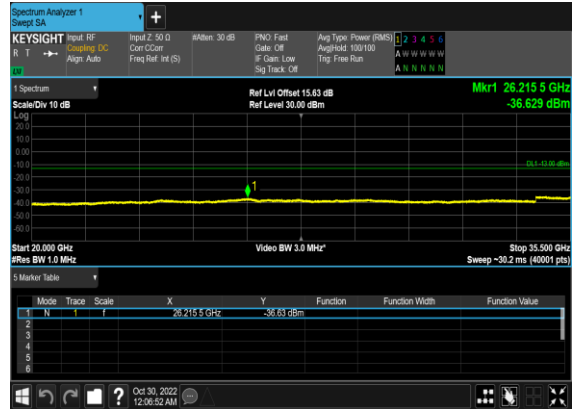 Spectrum Analyzer 1
Swept SA
+
KEYSIGHT
R T
Input: RF
Coupling: DC
Align: Auto
Input Z: 50 Ω
Corr CCorr
Freq Ref: Int (S)
#Atten: 30 dB
PNO: Fast
Gate: Off
IF Gain: Low
Sig Track: Off
Avg Type: Power (RMS)
Avg|Hold: 100/100
Trig: Free Run
1 2 3 4 5 6
A W W W W W
A N N N N N
1 Spectrum
Scale/Div 10 dB
Ref Lvl Offset 15.63 dB
Ref Level 30.00 dBm
Mkr1 26.215 5 GHz
-36.629 dBm
Log
20.0
10.0
0.00
-10.0
-20.0
-30.0
-40.0
-50.0
-60.0
DL1 -13.00 dBm
1
Start 20.000 GHz
#Res BW 1.0 MHz
Video BW 3.0 MHz*
Stop 35.500 GHz
Sweep ~30.2 ms (40001 pts)
5 Marker Table
Mode Trace Scale X Y Function Function Width Function Value
1 N 1 f 26.215 5 GHz -36.63 dBm
2
3
4
5
6
?
Oct 30, 2022
12:06:52 AM